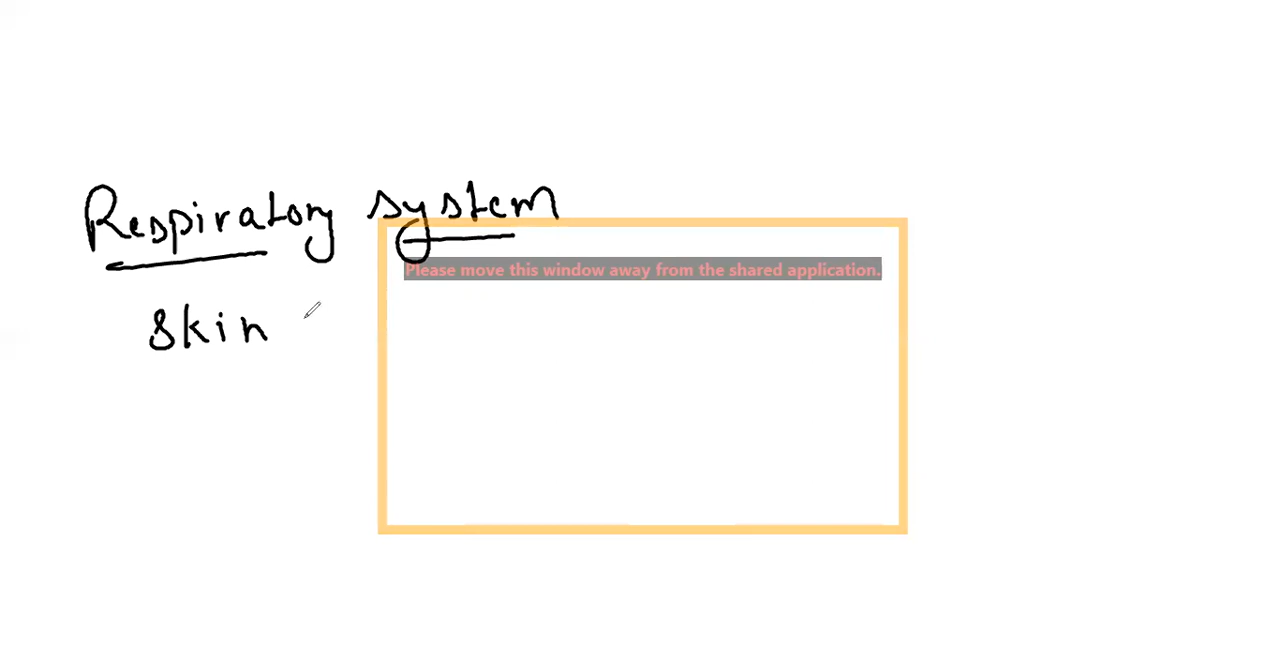 Respiratory system
Please move this window away from the shared application.
skin